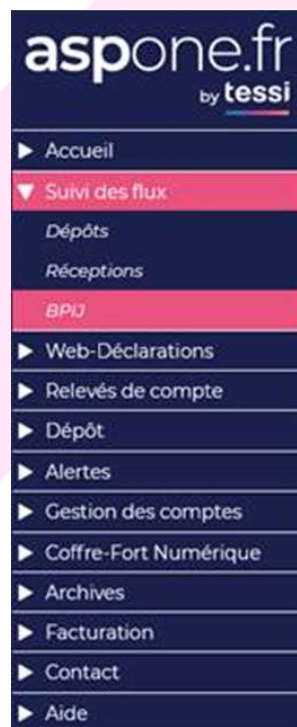 aspone.fr
by tessi
Accueil
Suivi des flux
Dépôts
Réceptions
BPIJ
Web-Déclarations
Relevés de compte
Dépôt
Alertes
Gestion des comptes
Coffre-Fort Numérique
Archives
Facturation
Contact
Aide